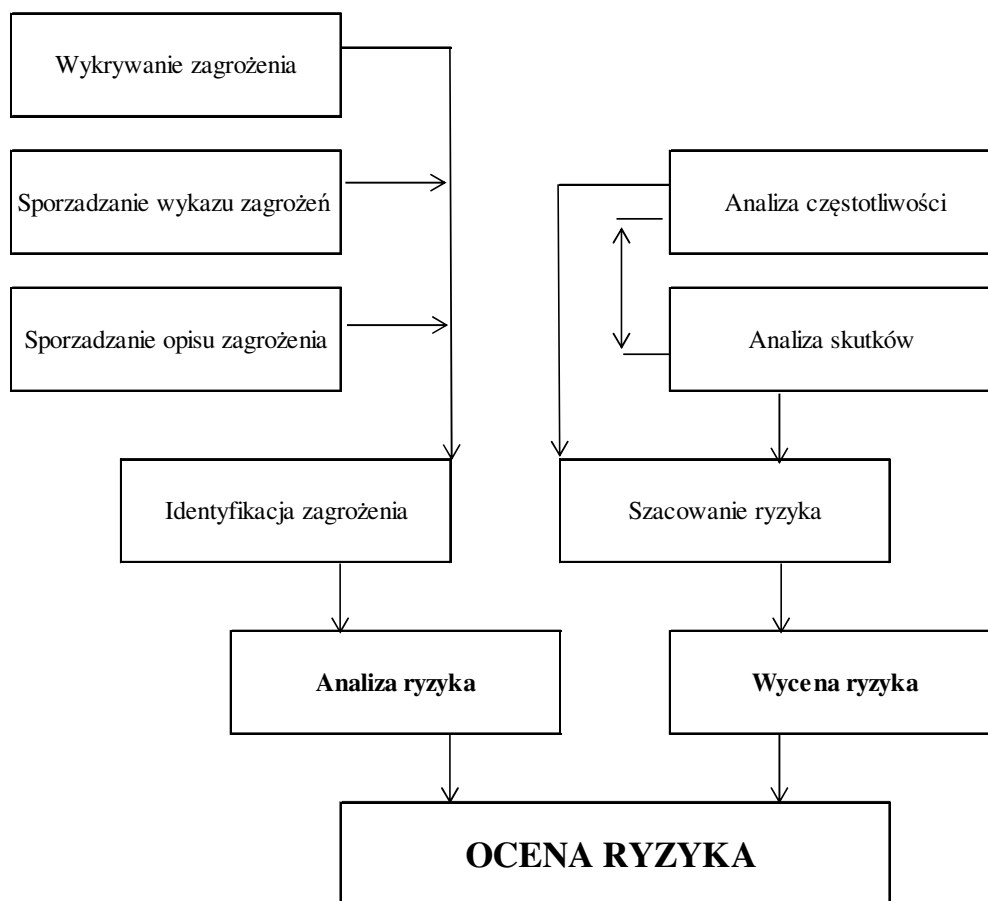 Wykrywanie zagrożenia
Sporzadzanie wykazu zagrożeń
Analiza częstotliwości
Sporzadzanie opisu zagrożenia
Analiza skutków
Identyfikacja zagrożenia
Szacowanie ryzyka
Analiza ryzyka
Wycena ryzyka
OCENA RYZYKA